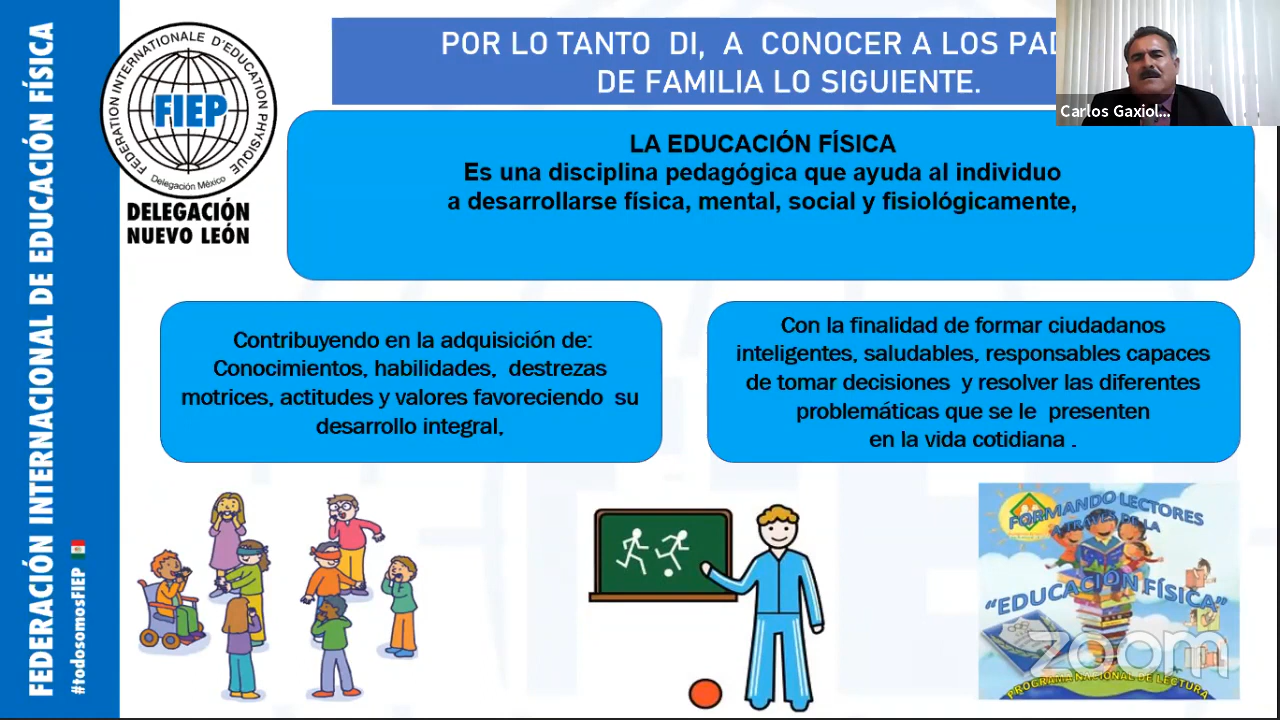 FEDERACIÓN INTERNACIONAL DE EDUCACIÓN FÍSICA
#todosomosFIEP
FEDERATION INTERNATIONALE D'EDUCATION PHYSIQUE
FIEP
Delegación México
DELEGACIÓN
NUEVO LEÓN
POR LO TANTO DI, A CONOCER A LOS
DE FAMILIA LO SIGUIENTE.
Carlos Gaxiol...
LA EDUCACIÓN FÍSICA
Es una disciplina pedagógica que ayuda al individuo
a desarrollarse física, mental, social y fisiológicamente,
Contribuyendo en la adquisición de:
Conocimientos, habilidades, destrezas
motrices, actitudes y valores favoreciendo su
desarrollo integral,
Con la finalidad de formar ciudadanos
inteligentes, saludables, responsables capaces
de tomar decisiones y resolver las diferentes
problemáticas que se le presenten
en la vida cotidiana .
FORMANDO LECTORES
A TRAVES DE LA
"EDUCACIÓN FÍSICA"
zoom
PROGRAMA NACIONAL DE LECTURA